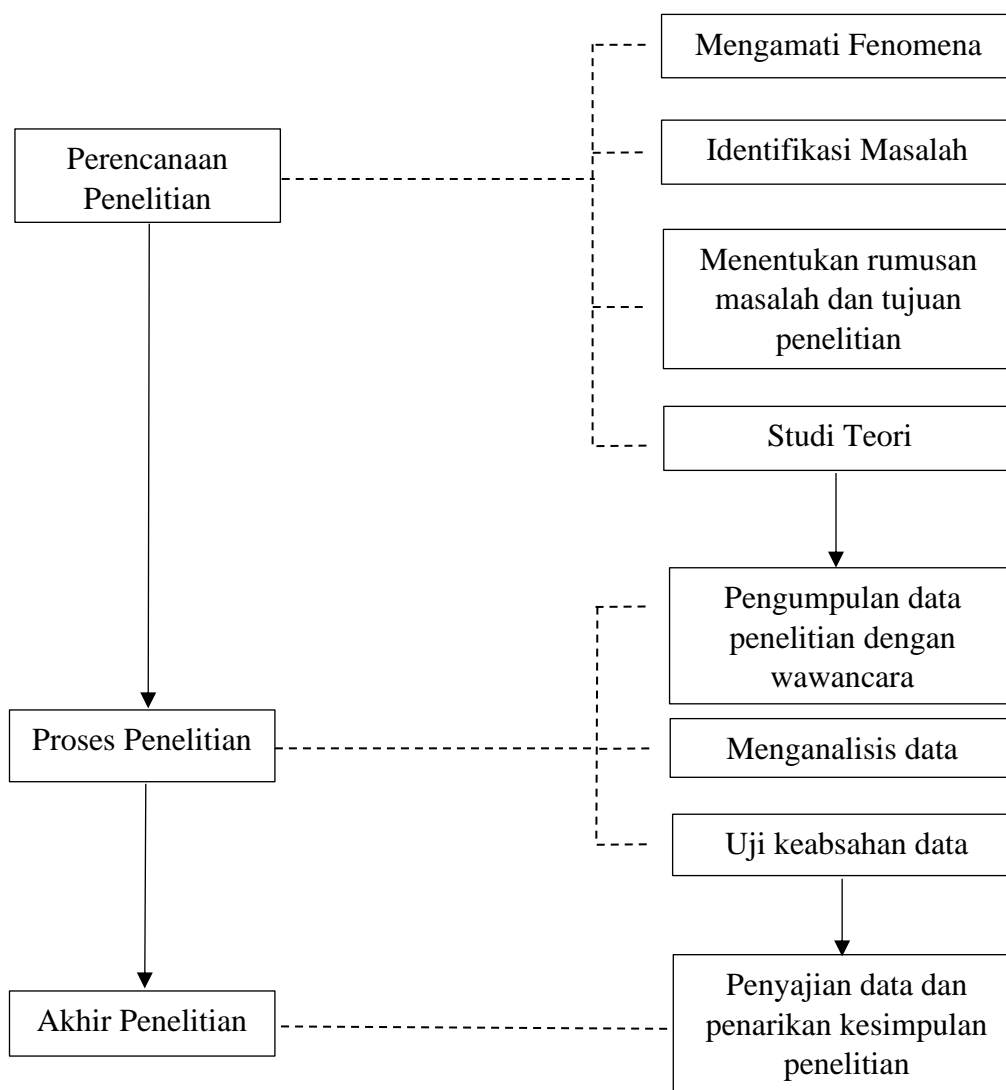 Mengamati Fenomena
Perencanaan
Penelitian
Identifikasi Masalah
Menentukan rumusan
masalah dan tujuan
penelitian
Studi Teori
Pengumpulan data
penelitian dengan
wawancara
Proses Penelitian
Menganalisis data
Uji keabsahan data
Akhir Penelitian
Penyajian data dan
penarikan kesimpulan
penelitian